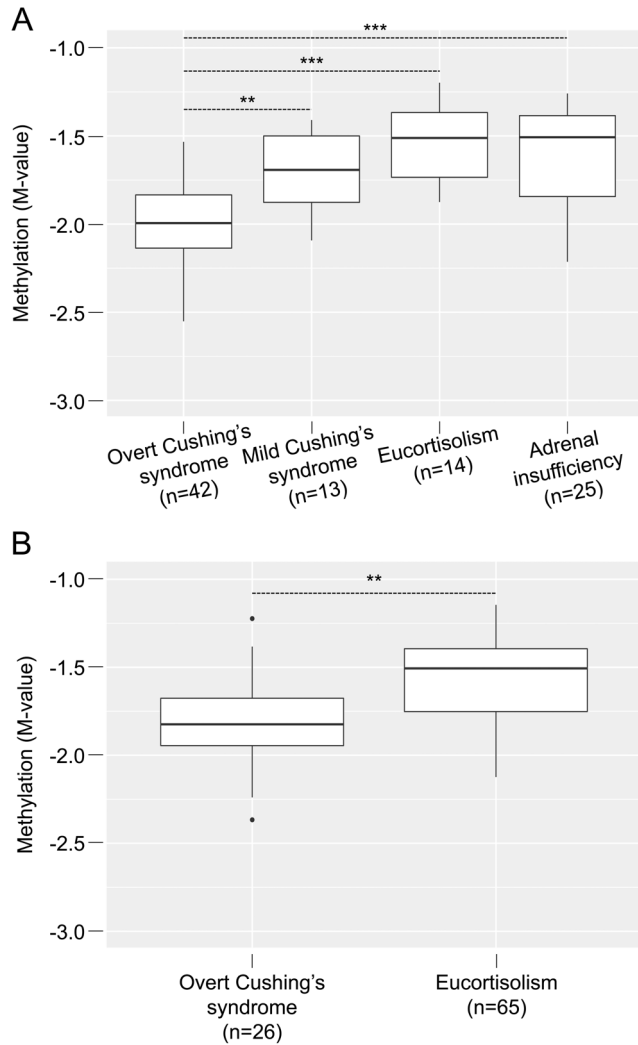 A
***
***
**
-1.0
-1.5
-2.0
-2.5
-3.0
Methylation (M-value)
Overt Cushing's
syndrome
(n=42)
Mild Cushing's
syndrome
(n=13)
Eucortisolism
(n=14)
Adrenal
insufficiency
(n=25)
B
**
-1.0
-1.5
-2.0
-2.5
-3.0
Methylation (M-value)
Overt Cushing's
syndrome
(n=26)
Eucortisolism
(n=65)